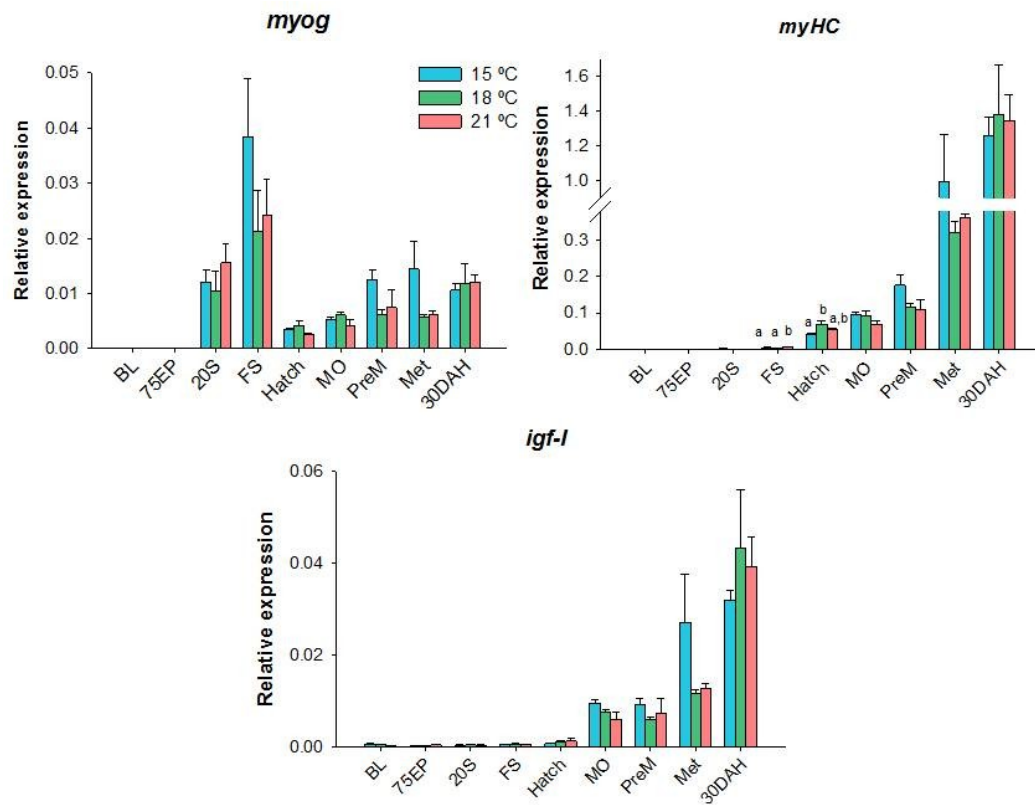 myog
0.05
0.04
0.03
0.02
0.01
0.00
Relative expression
15 ºC
18 ºC
21 ºC
BL
75EP
20S
FS
Hatch
MO
PreM
Met
30DAH
myHC
1.6
1.4
1.2
1.0
0.3
0.2
0.1
0.0
Relative expression
a
a
b
a
b
a,b
BL
75EP
20S
FS
Hatch
MO
PreM
Met
30DAH
igf-I
0.06
0.04
0.02
0.00
Relative expression
BL
75EP
20S
FS
Hatch
MO
PreM
Met
30DAH